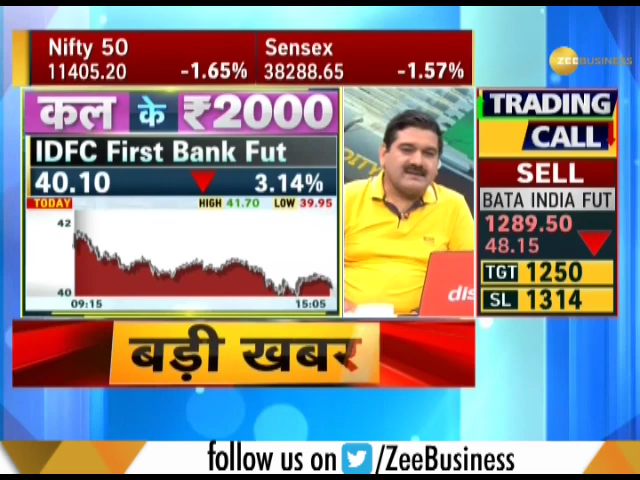 Nifty 50
11405.20 -1.65%
Sensex
38288.65 -1.57%
ZEE BUSINESS
कल के ₹2000
IDFC First Bank Fut
40.10 3.14%
TODAY HIGH 41.70 LOW 39.95
42
40
09:15 15:05
TRADING
CALL
SELL
BATA INDIA FUT
1289.50
48.15
TGT 1250
SL 1314
बड़ी खबर
follow us on /ZeeBusiness